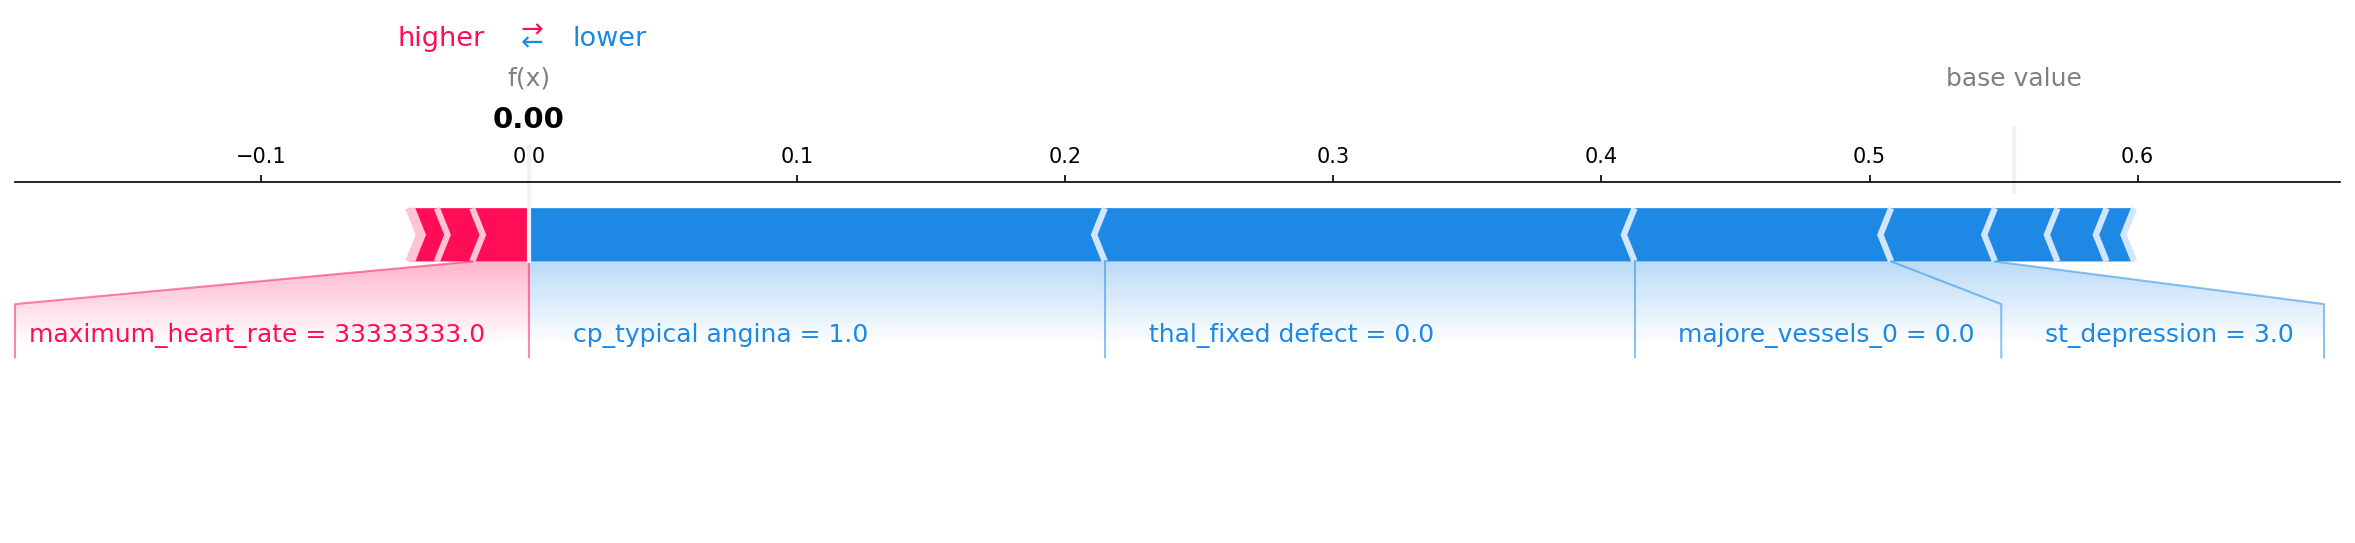 higher ⇄ lower
f(x) base value
0.00
−0.1 0 0 0.1 0.2 0.3 0.4 0.5 0.6
maximum_heart_rate = 33333333.0 cp_typical angina = 1.0 thal_fixed defect = 0.0 majore_vessels_0 = 0.0 st_depression = 3.0